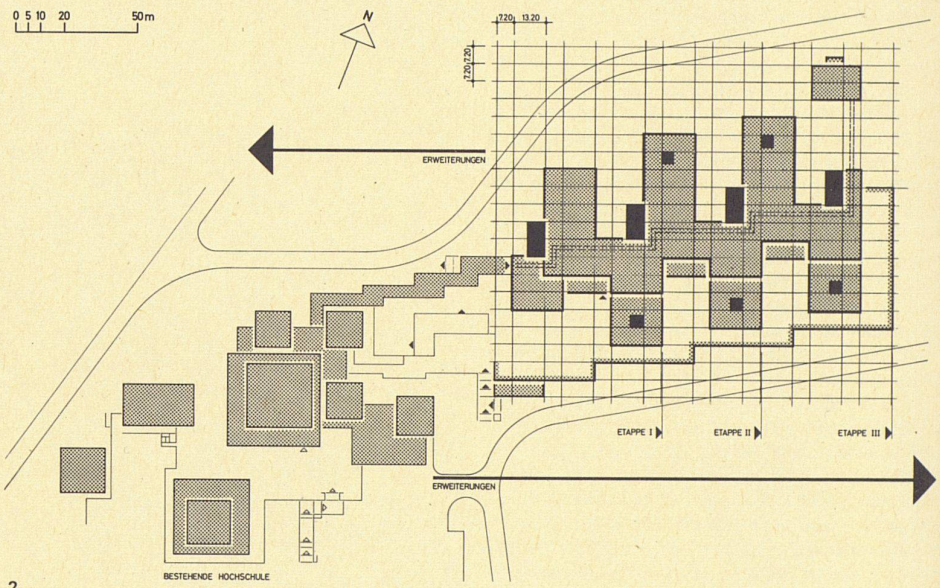 0 5 10 20 50 m
N
7.20 13.20
7.20 7.20
ERWEITERUNGEN
ETAPPE I
ETAPPE II
ETAPPE III
ERWEITERUNGEN
BESTEHENDE HOCHSCHULE
2